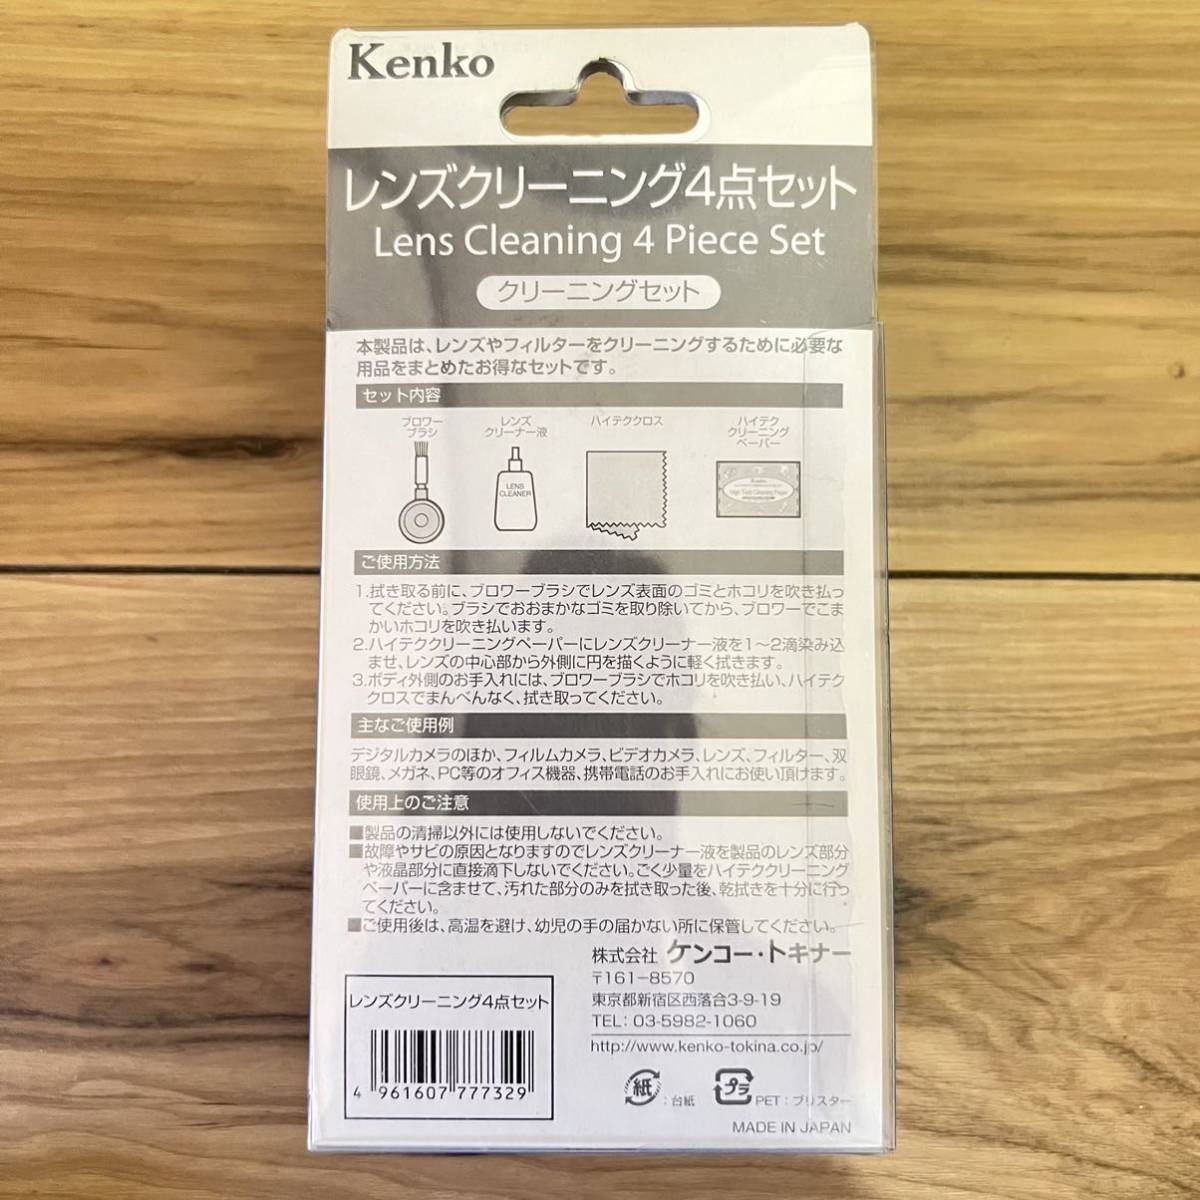 Kenko
レンズクリーニング4点セット
Lens Cleaning 4 Piece Set
クリーニングセット
本製品は、レンズやフィルターをクリーニングするために必要な
用品をまとめたお得なセットです。
セット内容
ブロワー
ブラシ
レンズ
クリーナー液
ハイテククロス
ハイテク
クリーニング
ペーパー
LENS
CLEANER
Kenko
High Tech Cleaning Paper
ご使用方法
1.拭き取る前に、ブロワーブラシでレンズ表面のゴミとホコリを吹き払っ
てください。ブラシでおおまかなゴミを取り除いてから、ブロワーでこま
かいホコリを吹き払います。
2.ハイテククリーニングペーパーにレンズクリーナー液を1～2滴染み込
ませ、レンズの中心部から外側に円を描くように軽く拭きます。
3.ボディ外側のお手入れには、ブロワーブラシでホコリを吹き払い、ハイテク
クロスでまんべんなく、拭き取ってください。
主なご使用例
デジタルカメラのほか、フィルムカメラ、ビデオカメラ、レンズ、フィルター、双
眼鏡、メガネ、PC等のオフィス機器、携帯電話のお手入れにお使い頂けます。
使用上のご注意
■製品の清掃以外には使用しないでください。
■故障やサビの原因となりますのでレンズクリーナー液を製品のレンズ部分
や液晶部分に直接滴下しないでください。ごく少量をハイテククリーニング
ペーパーに含ませて、汚れた部分のみを拭き取った後、乾拭きを十分に行っ
てください。
■ご使用後は、高温を避け、幼児の手の届かない所に保管してください。
株式会社 ケンコー・トキナー
〒161-8570
東京都新宿区西落合3-9-19
TEL: 03-5982-1060
http://www.kenko-tokina.co.jp/
レンズクリーニング4点セット
4 961607 777329
紙 : 台紙
プラ PET : ブリスター
MADE IN JAPAN